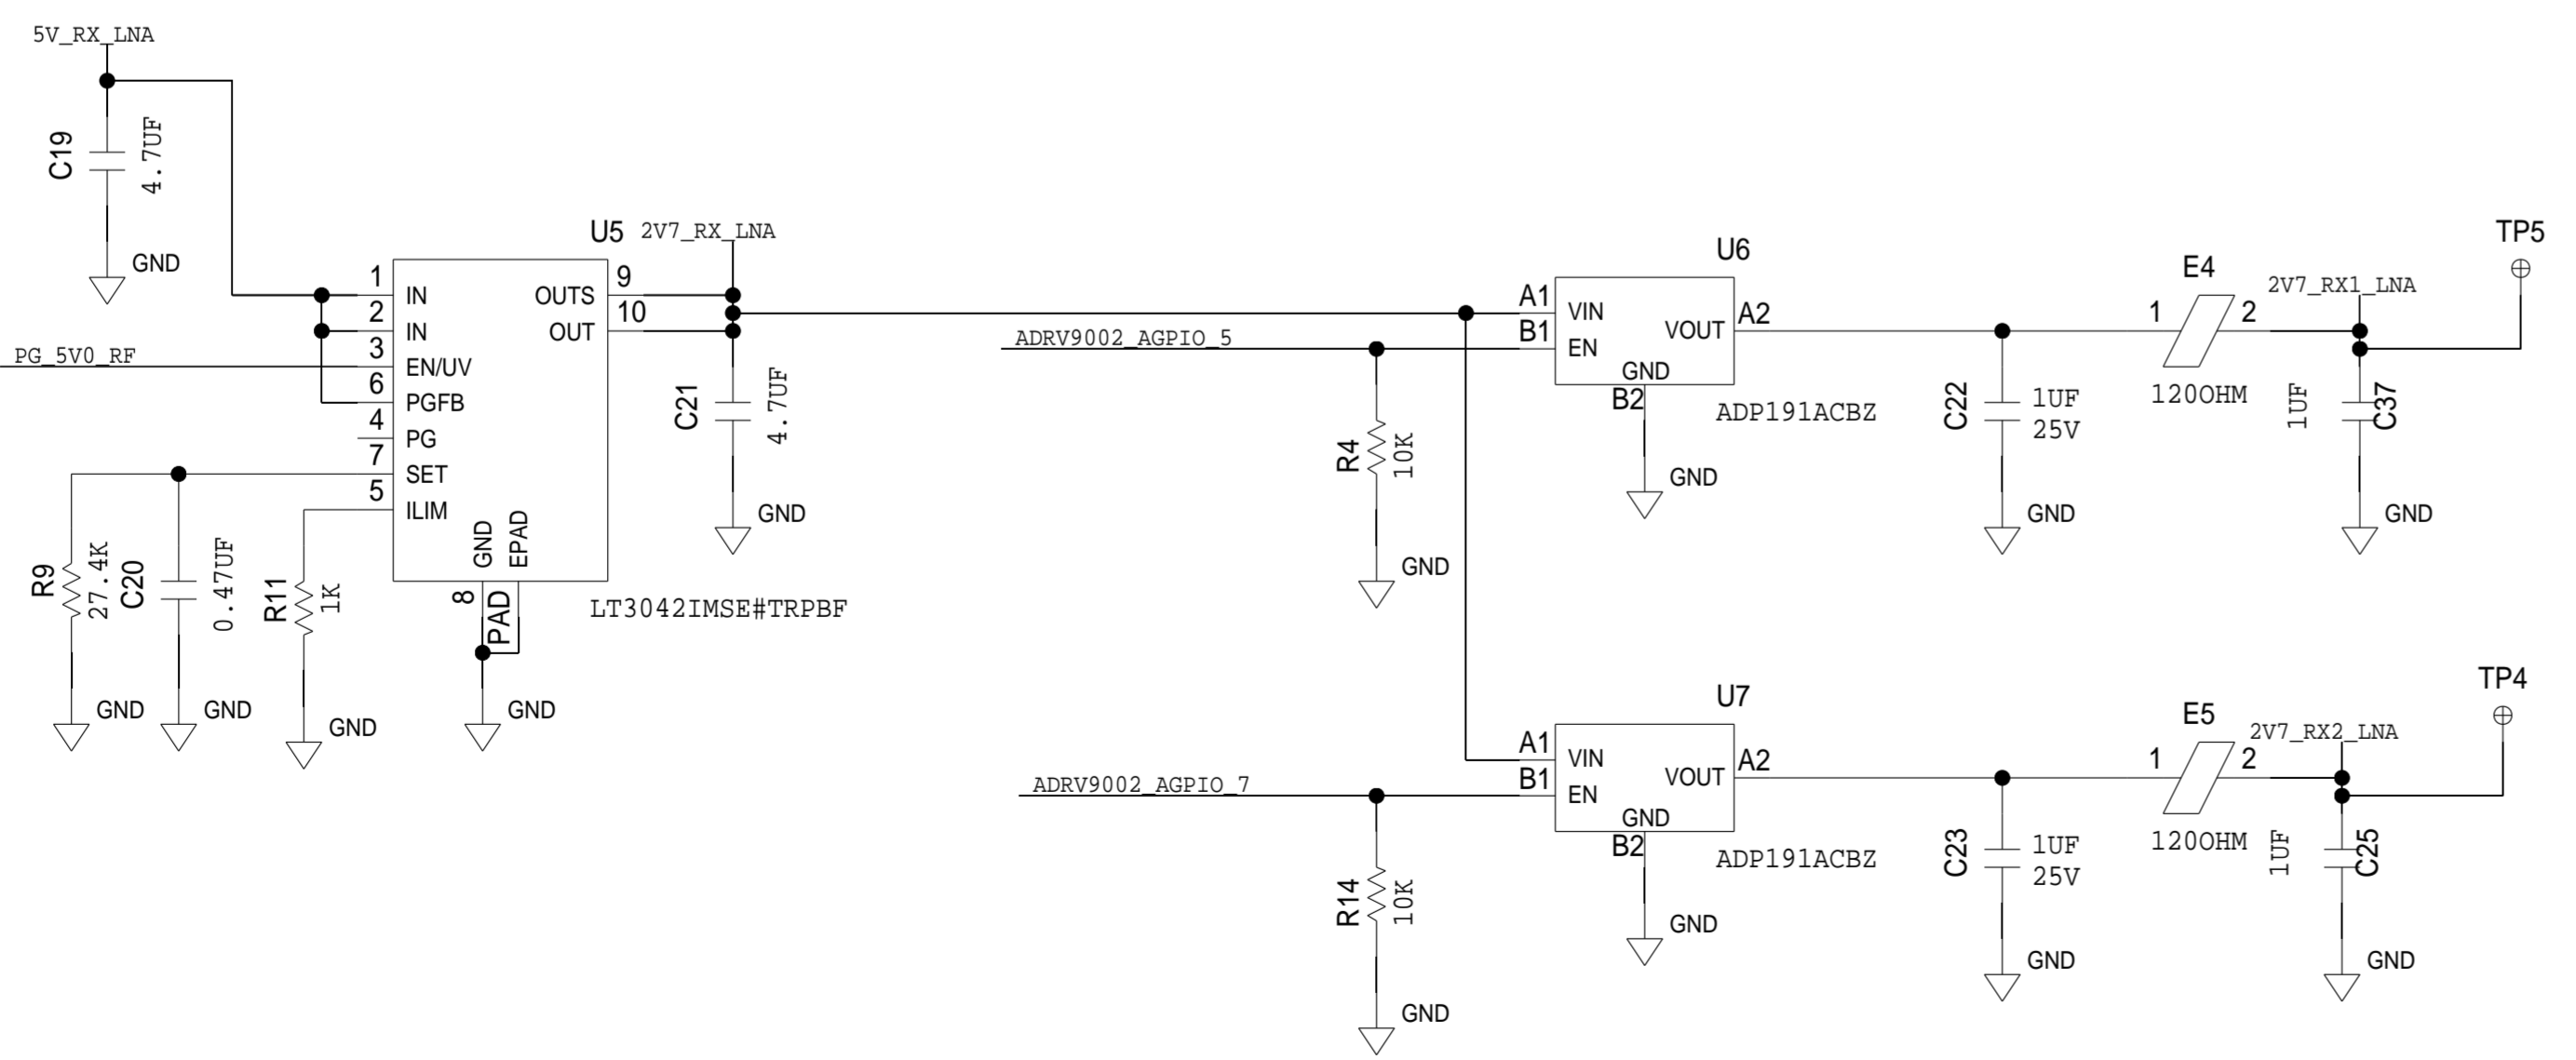 5V_RX_LNA
C19
4.7UF
GND
PG_5V0_RF
U5
2V7_RX_LNA
1
IN
2
IN
3
EN/UV
6
PGFB
4
PG
7
SET
5
ILIM
OUTS
9
OUT
10
GND
EPAD
8
PAD
LT3042IMSE#TRPBF
GND
R9
27.4K
GND
C20
0.47UF
GND
R11
1K
GND
C21
4.7UF
GND
ADRV9002_AGPIO_5
R4
10K
GND
U6
A1
VIN
B1
EN
VOUT
A2
GND
B2
ADP191ACBZ
GND
C22
1UF
25V
GND
E4
1
2
120OHM
2V7_RX1_LNA
TP5
1UF
C37
GND
ADRV9002_AGPIO_7
R14
10K
GND
U7
A1
VIN
B1
EN
VOUT
A2
GND
B2
ADP191ACBZ
GND
C23
1UF
25V
GND
E5
1
2
120OHM
2V7_RX2_LNA
TP4
1UF
C25
GND